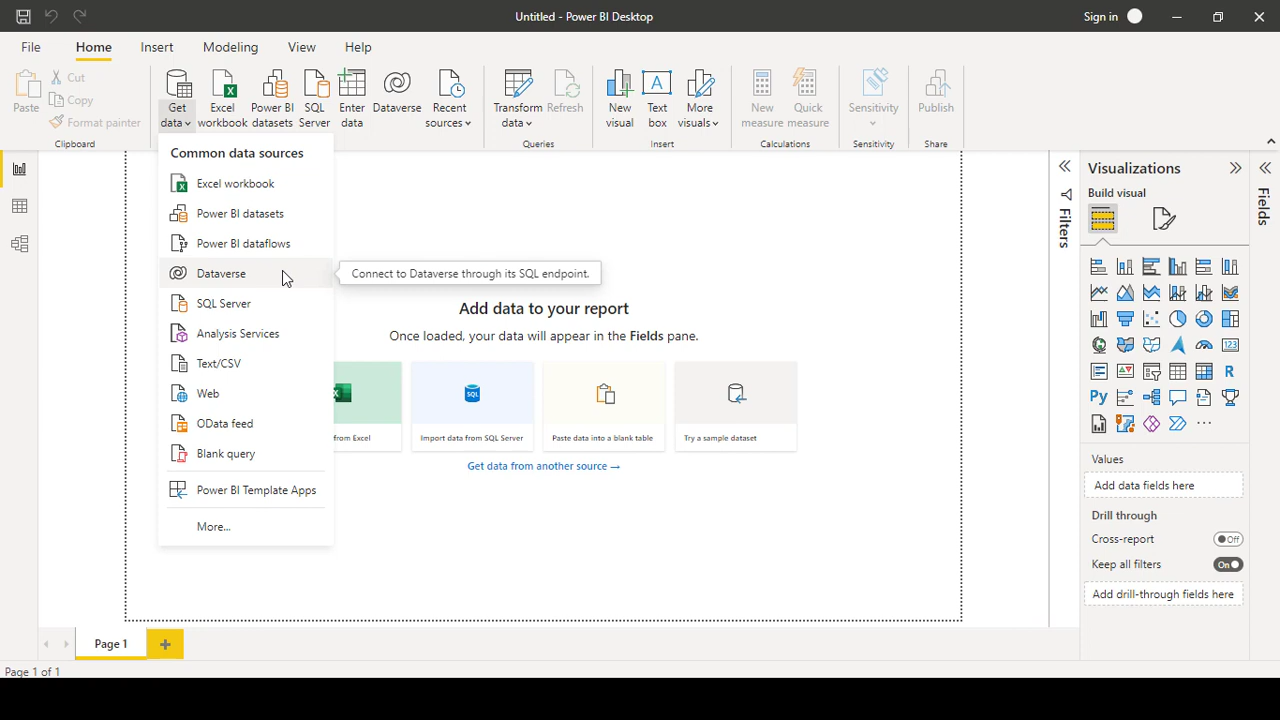 Untitled - Power BI Desktop
Sign in
File
Home
Insert
Modeling
View
Help
Paste
Cut
Copy
Format painter
Clipboard
Get data
Excel workbook
Power BI datasets
SQL Server
Enter data
Dataverse
Recent sources
Transform data
Refresh
Queries
New visual
Text box
More visuals
Insert
New measure
Quick measure
Calculations
Sensitivity
Sensitivity
Publish
Share
Common data sources
Excel workbook
Power BI datasets
Power BI dataflows
Dataverse
SQL Server
Analysis Services
Text/CSV
Web
OData feed
Blank query
Power BI Template Apps
More...
Connect to Dataverse through its SQL endpoint.
Add data to your report
Once loaded, your data will appear in the Fields pane.
from Excel
SQL
Import data from SQL Server
Paste data into a blank table
Try a sample dataset
Get data from another source →
Filters
Visualizations
Build visual
123
R
Py
Values
Add data fields here
Drill through
Cross-report
Off
Keep all filters
On
Add drill-through fields here
Fields
Page 1
Page 1 of 1